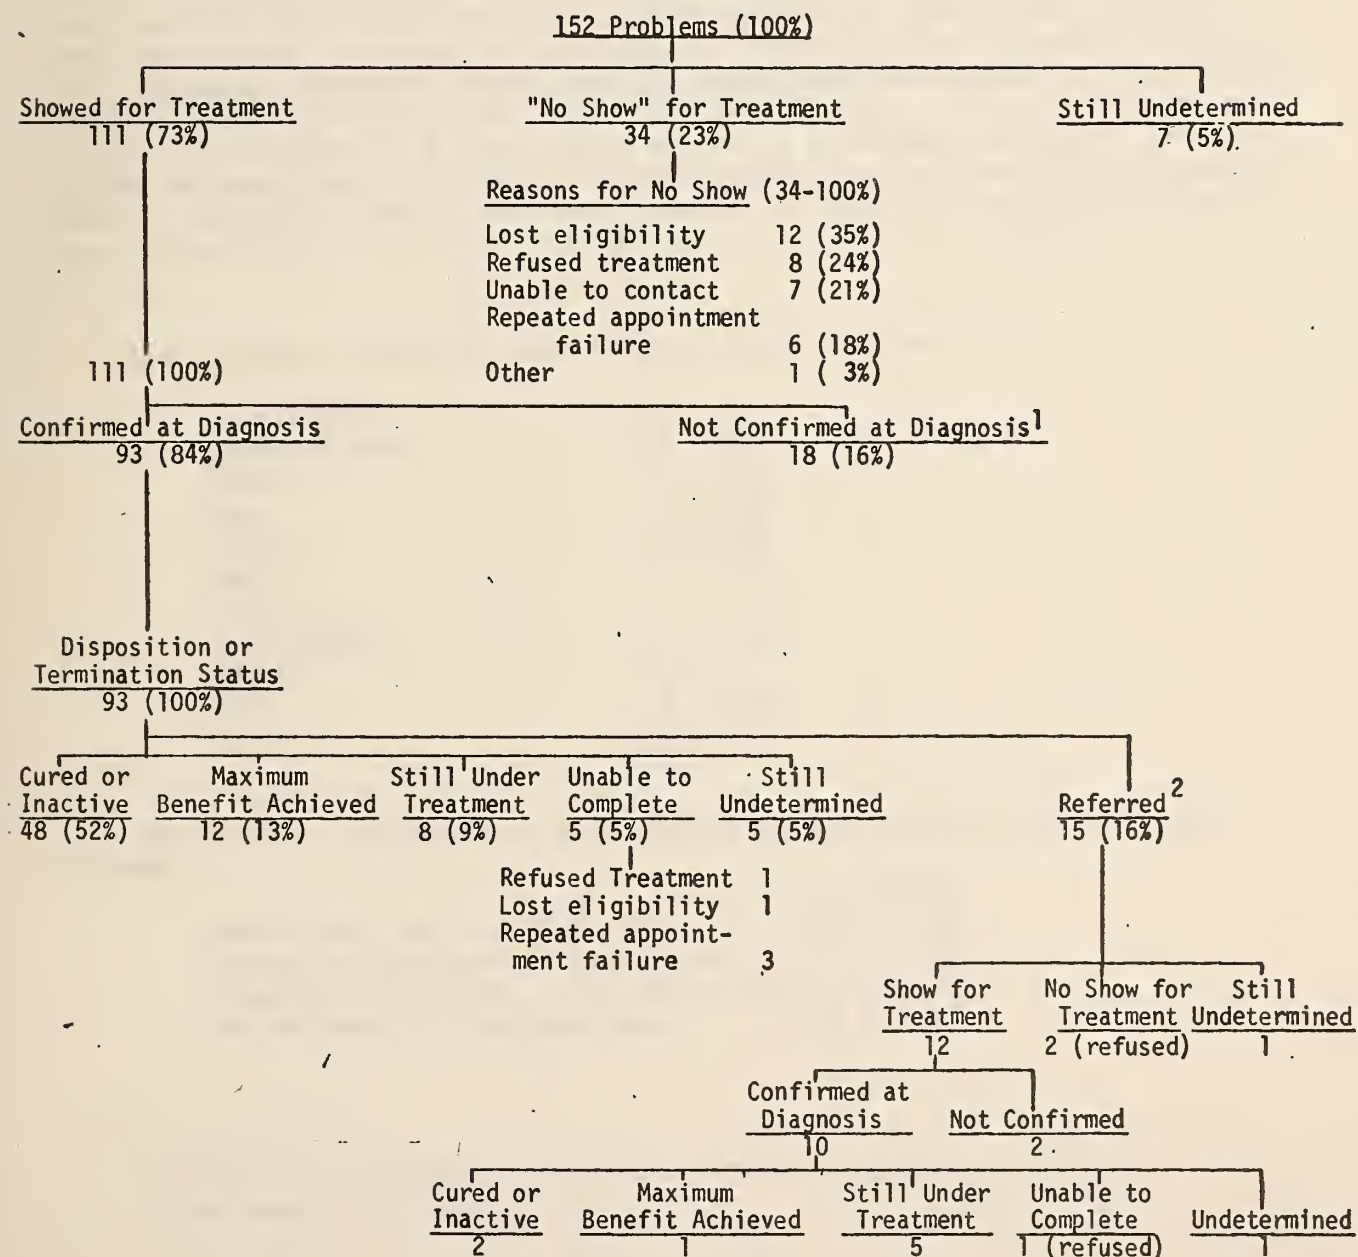 152 Problems (100%)
Showed for Treatment "No Show" for Treatment Still Undetermined
111 (73%) 34 (23%) 7 (5%).
Reasons for No Show (34-100%)
Lost eligibility 12 (35%)
Refused treatment 8 (24%)
Unable to contact 7 (21%)
Repeated appointment
failure 6 (18%)
Other 1 ( 3%)
111 (100%)
Confirmed at Diagnosis Not Confirmed at Diagnosis1
93 (84%) 18 (16%)
Disposition or
Termination Status
93 (100%)
Cured or Maximum Still Under Unable to Still
Inactive Benefit Achieved Treatment Complete Undetermined Referred2
48 (52%) 12 (13%) 8 (9%) 5 (5%) 5 (5%) 15 (16%)
Refused Treatment 1
Lost eligibility 1
Repeated appoint-
ment failure 3
Show for No Show for Still
Treatment Treatment Undetermined
12 2 (refused) 1
Confirmed at
Diagnosis Not Confirmed
10 2
Cured or Maximum Still Under Unable to
Inactive Benefit Achieved Treatment Complete Undetermined
2 1 5 1 (refused) 1